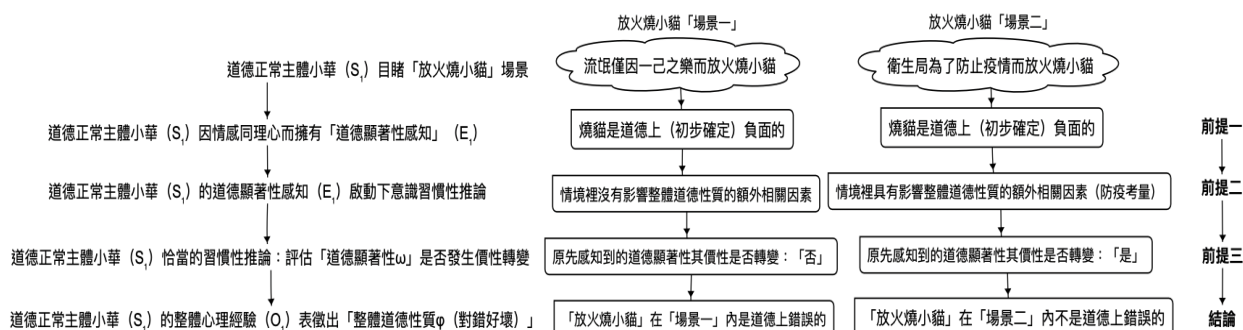 放火燒小貓「場景一」
放火燒小貓「場景二」
道德正常主體小華（S₁）目睹「放火燒小貓」場景
流氓僅因一己之樂而放火燒小貓
衛生局為了防止疫情而放火燒小貓
道德正常主體小華（S₁）因情感同理心而擁有「道德顯著性感知」（E₁）
燒貓是道德上（初步確定）負面的
燒貓是道德上（初步確定）負面的
前提一
道德正常主體小華（S₁）的道德顯著性感知（E₁）啟動下意識習慣性推論
情境裡沒有影響整體道德性質的額外相關因素
情境裡具有影響整體道德性質的額外相關因素（防疫考量）
前提二
道德正常主體小華（S₁）恰當的習慣性推論：評估「道德顯著性ω」是否發生價性轉變
原先感知到的道德顯著性其價性是否轉變：「否」
原先感知到的道德顯著性其價性是否轉變：「是」
前提三
道德正常主體小華（S₁）的整體心理經驗（O₁）表徵出「整體道德性質φ（對錯好壞）」
「放火燒小貓」在「場景一」內是道德上錯誤的
「放火燒小貓」在「場景二」內不是道德上錯誤的
結論